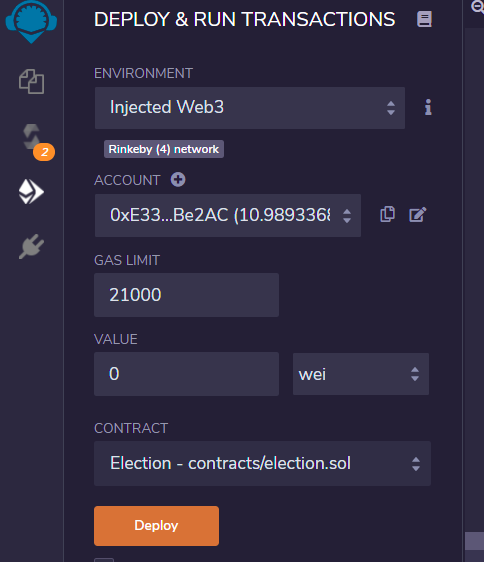 DEPLOY & RUN TRANSACTIONS
2
ENVIRONMENT
Injected Web3
Rinkeby (4) network
ACCOUNT
0xE33...Be2AC (10.9893368
GAS LIMIT
21000
VALUE
0 wei
CONTRACT
Election - contracts/election.sol
Deploy